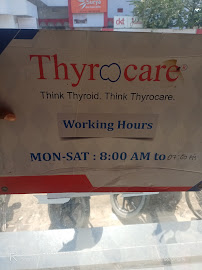 Thyrocare
Think Thyroid. Think Thyrocare.
Working Hours
MON-SAT : 8:00 AM to